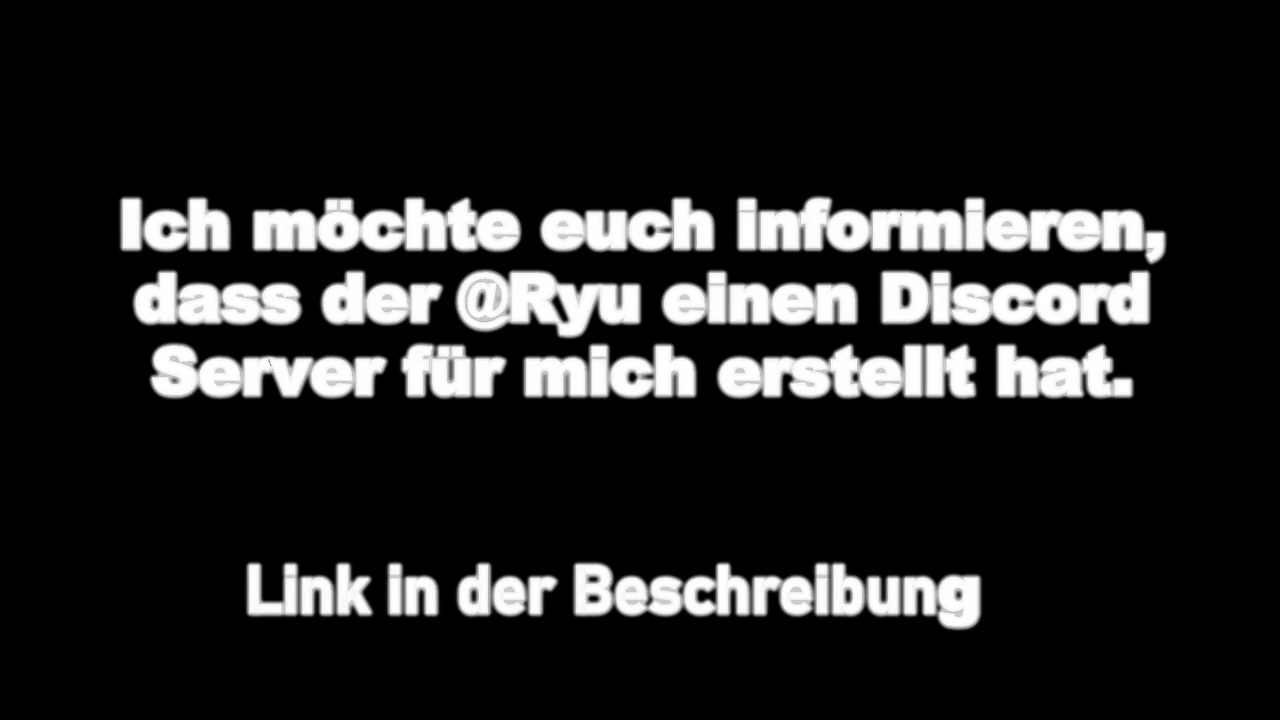 Ich möchte euch informieren,
dass der @Ryu einen Discord
Server für mich erstellt hat.
Link in der Beschreibung